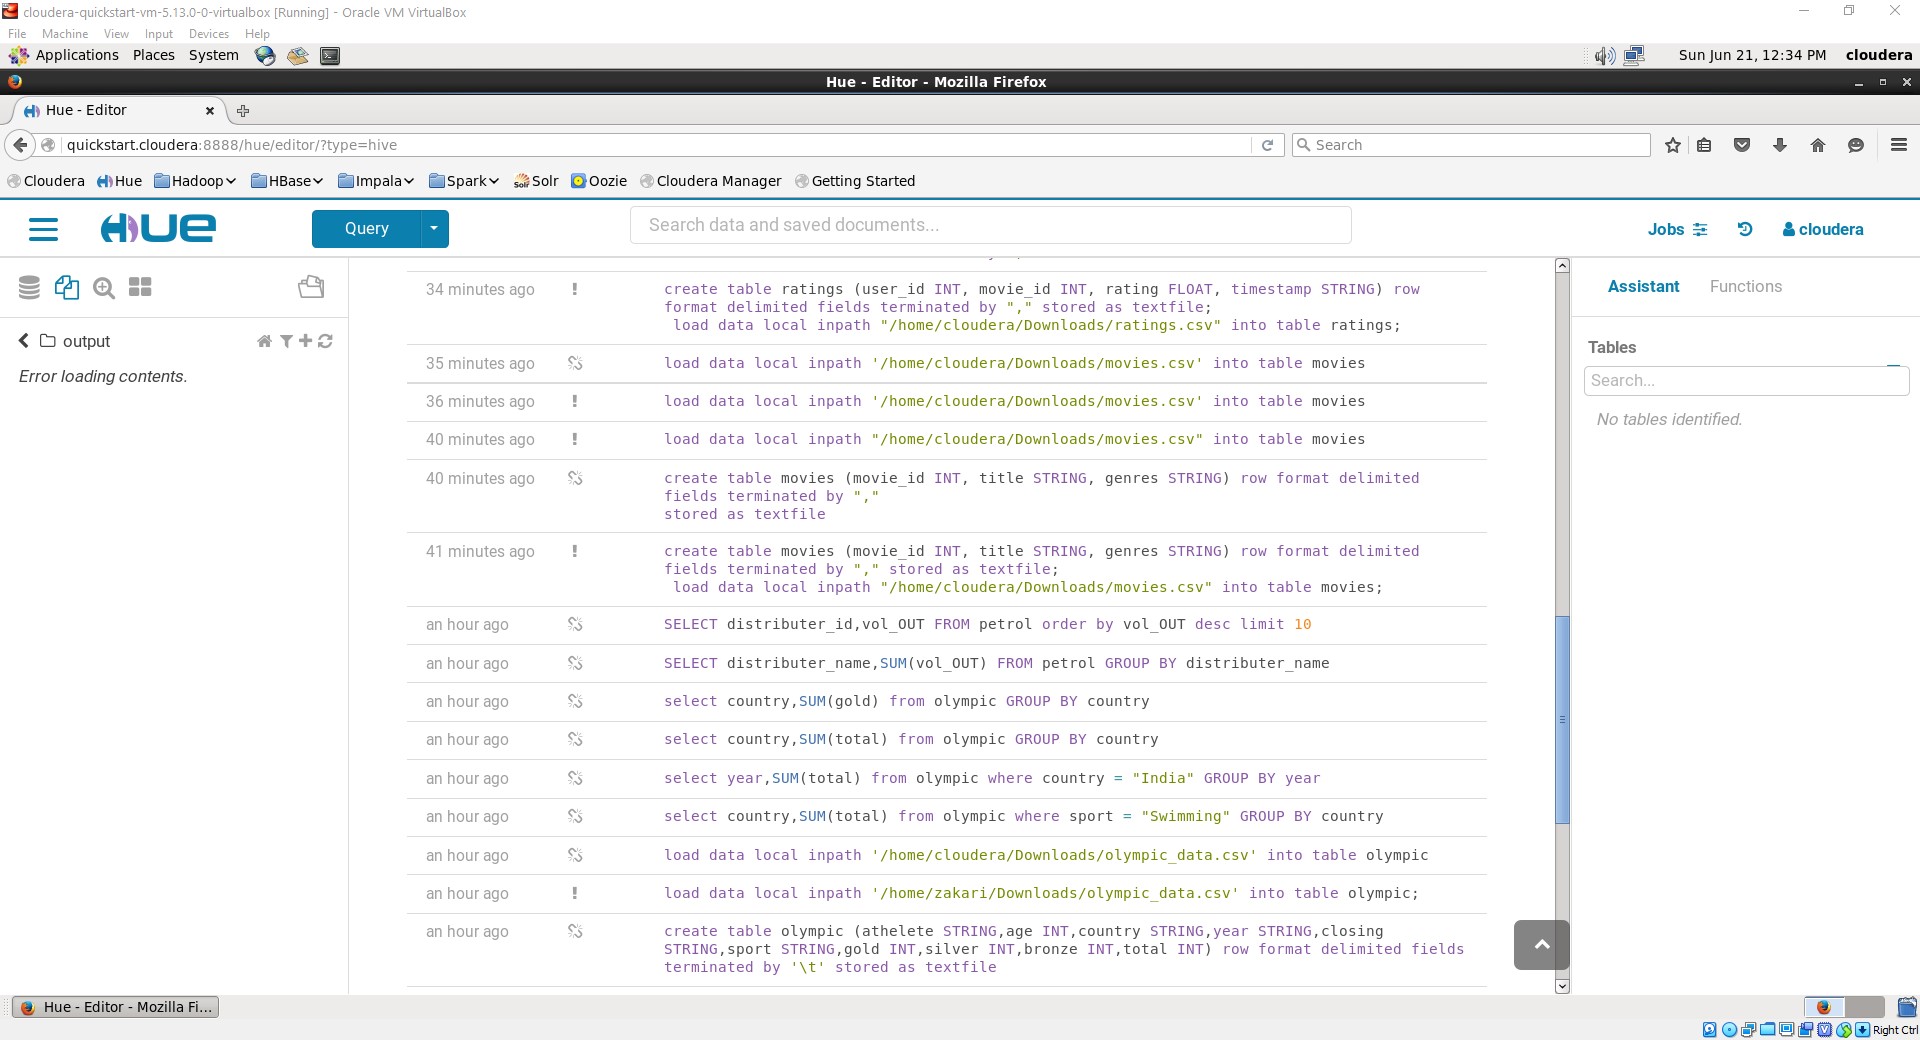 cloudera-quickstart-vm-5.13.0-0-virtualbox [Running] - Oracle VM VirtualBox
File Machine View Input Devices Help
Applications Places System
Sun Jun 21, 12:34 PM cloudera
Hue - Editor - Mozilla Firefox
Hue - Editor
quickstart.cloudera:8888/hue/editor/?type=hive
Search
Cloudera Hue Hadoop HBase Impala Spark Solr Solr Oozie Cloudera Manager Getting Started
HUE
Query
Search data and saved documents...
Jobs cloudera
output
Error loading contents.
34 minutes ago ! create table ratings (user_id INT, movie_id INT, rating FLOAT, timestamp STRING) row
format delimited fields terminated by "," stored as textfile;
load data local inpath "/home/cloudera/Downloads/ratings.csv" into table ratings;
35 minutes ago load data local inpath '/home/cloudera/Downloads/movies.csv' into table movies
36 minutes ago ! load data local inpath '/home/cloudera/Downloads/movies.csv' into table movies
40 minutes ago ! load data local inpath "/home/cloudera/Downloads/movies.csv" into table movies
40 minutes ago create table movies (movie_id INT, title STRING, genres STRING) row format delimited
fields terminated by ","
stored as textfile
41 minutes ago ! create table movies (movie_id INT, title STRING, genres STRING) row format delimited
fields terminated by "," stored as textfile;
load data local inpath "/home/cloudera/Downloads/movies.csv" into table movies;
an hour ago SELECT distributer_id,vol_OUT FROM petrol order by vol_OUT desc limit 10
an hour ago SELECT distributer_name,SUM(vol_OUT) FROM petrol GROUP BY distributer_name
an hour ago select country,SUM(gold) from olympic GROUP BY country
an hour ago select country,SUM(total) from olympic GROUP BY country
an hour ago select year,SUM(total) from olympic where country = "India" GROUP BY year
an hour ago select country,SUM(total) from olympic where sport = "Swimming" GROUP BY country
an hour ago load data local inpath '/home/cloudera/Downloads/olympic_data.csv' into table olympic
an hour ago ! load data local inpath '/home/zakari/Downloads/olympic_data.csv' into table olympic;
an hour ago create table olympic (athelete STRING,age INT,country STRING,year STRING,closing
STRING,sport STRING,gold INT,silver INT,bronze INT,total INT) row format delimited fields
terminated by '\t' stored as textfile
Assistant Functions
Tables
Search...
No tables identified.
Hue - Editor - Mozilla Fi...
Right Ctrl